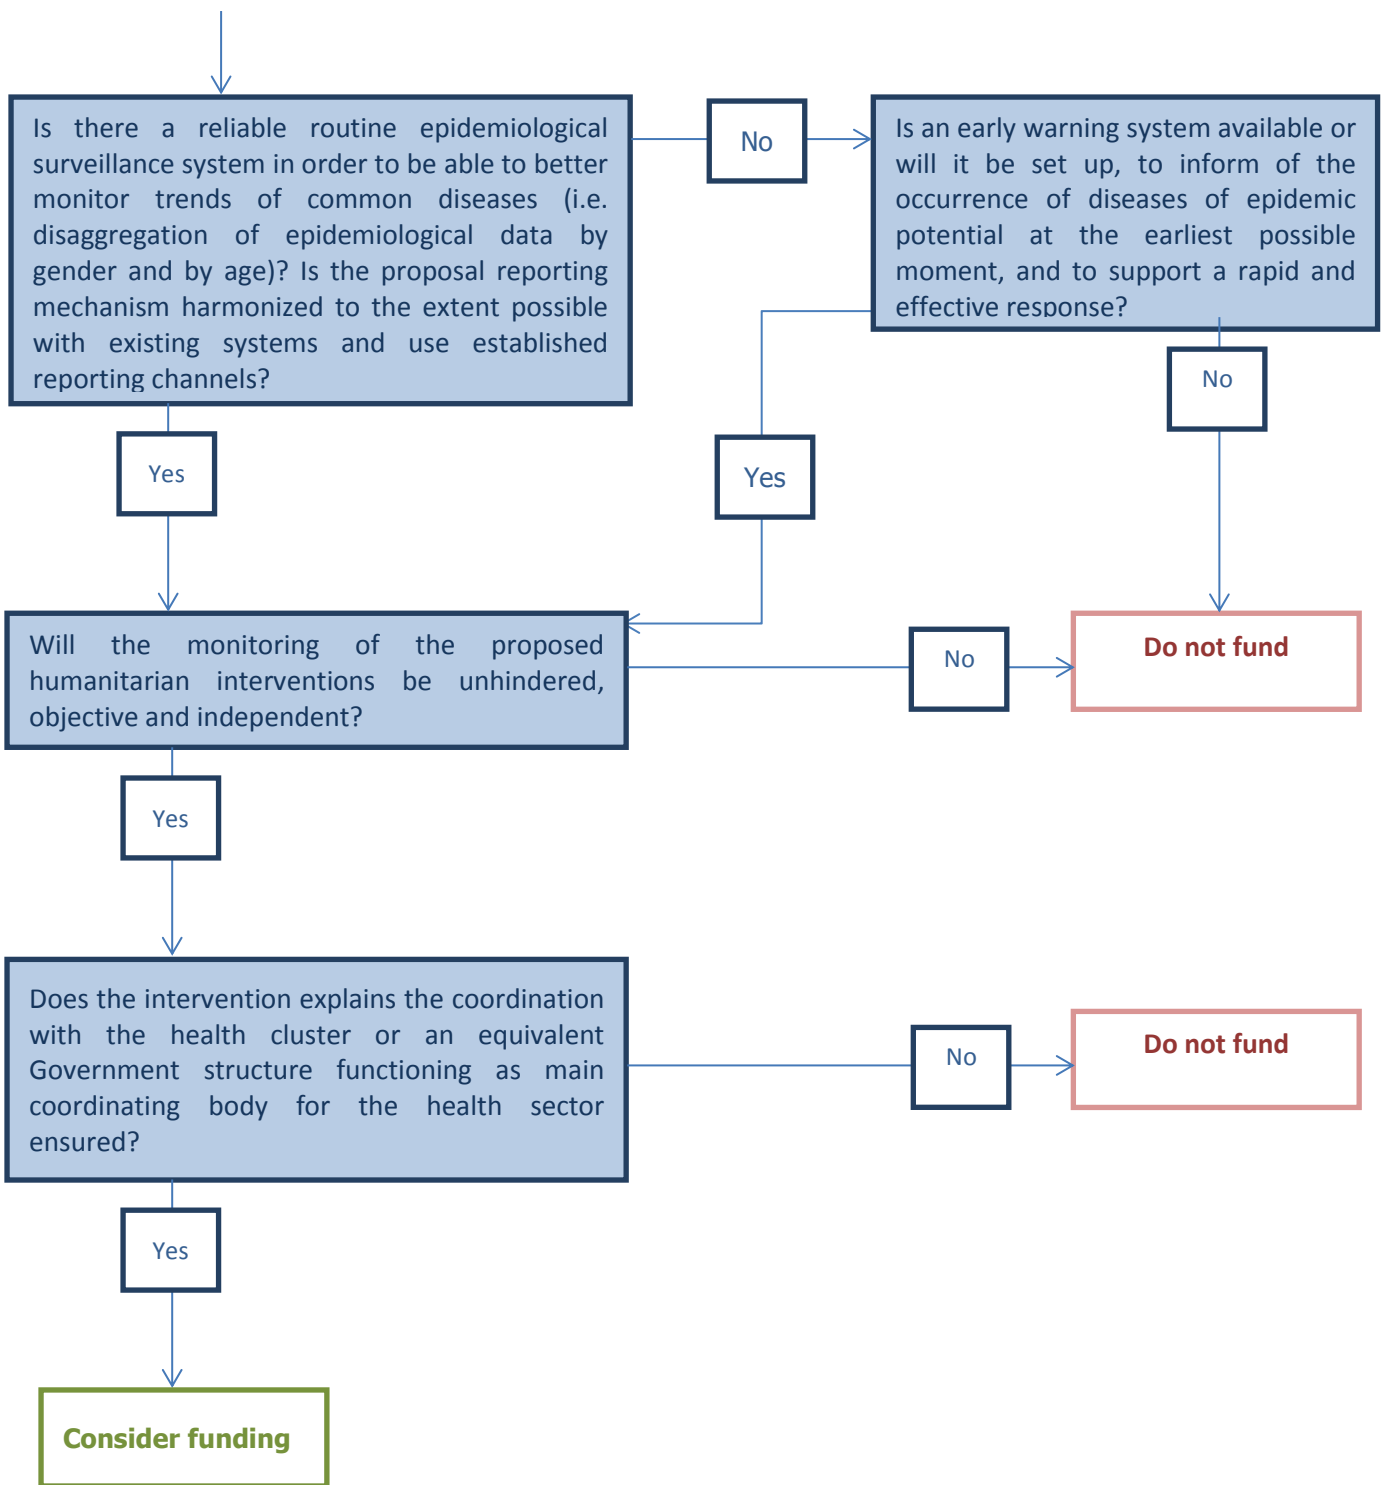 Is there a reliable routine epidemiological
surveillance system in order to be able to better
monitor trends of common diseases (i.e.
disaggregation of epidemiological data by
gender and by age)? Is the proposal reporting
mechanism harmonized to the extent possible
with existing systems and use established
reporting channels?
No
Is an early warning system available or
will it be set up, to inform of the
occurrence of diseases of epidemic
potential at the earliest possible
moment, and to support a rapid and
effective response?
No
Yes
Yes
Will the monitoring of the proposed
humanitarian interventions be unhindered,
objective and independent?
No
Do not fund
Yes
Does the intervention explains the coordination
with the health cluster or an equivalent
Government structure functioning as main
coordinating body for the health sector
ensured?
No
Do not fund
Yes
Consider funding